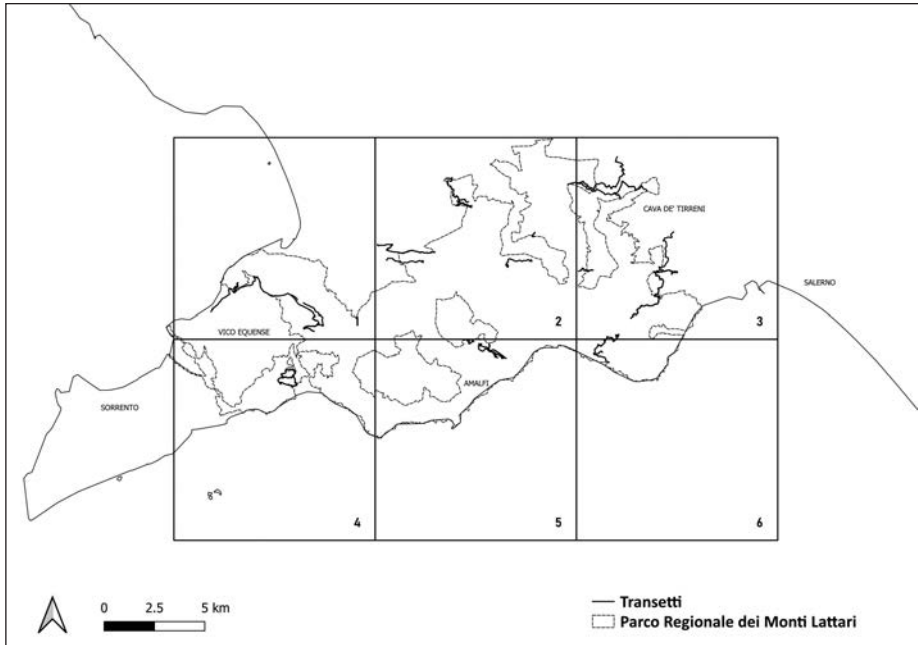 CAVA DE' TIRRENI
SALERNO
2
3
VICO EQUENSE
AMALFI
SORRENTO
4
5
6
0 2.5 5 km
Transetti
Parco Regionale dei Monti Lattari